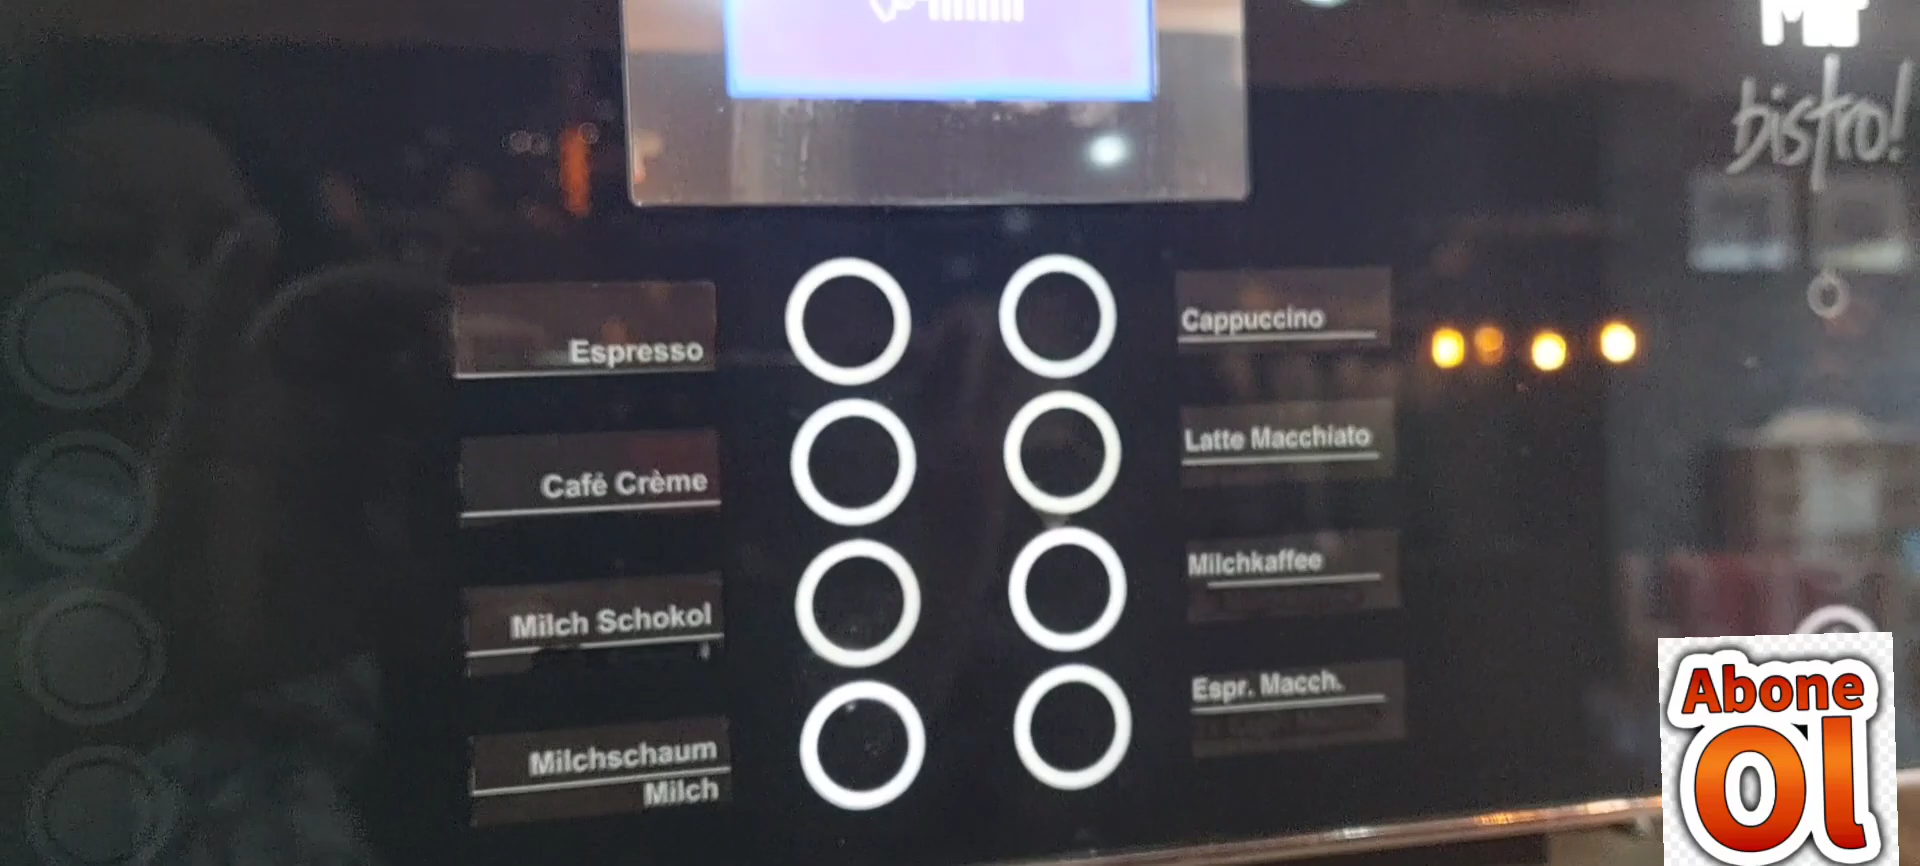 bistro!
Espresso
Cappuccino
Café Crème
Latte Macchiato
Milch Schokol
Milchkaffee
Milchschaum
Milch
Espr. Macch.
Abone
Ol